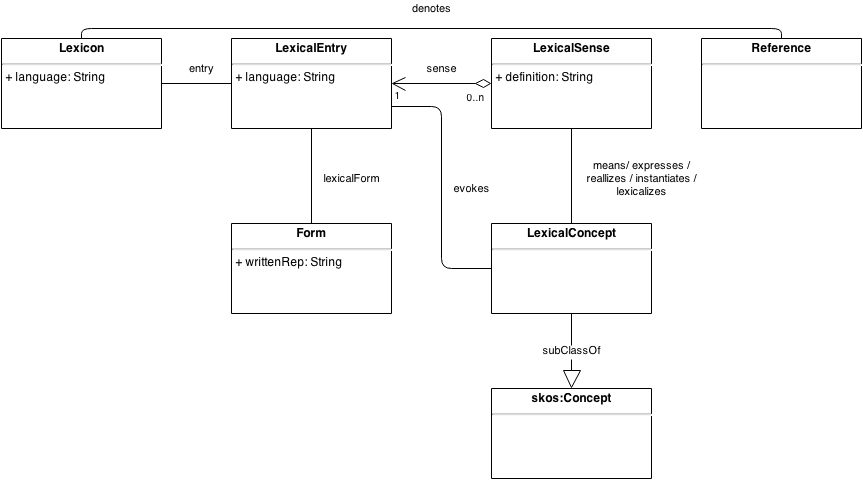 denotes
Lexicon
+ language: String
entry
LexicalEntry
+ language: String
sense
1
0..n
LexicalSense
+ definition: String
Reference
lexicalForm
evokes
means/ expresses /
reallizes / instantiates /
lexicalizes
Form
+ writtenRep: String
LexicalConcept
subClassOf
skos:Concept